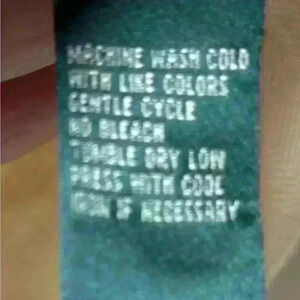 MACHINE WASH COLD
WITH LIKE COLORS
GENTLE CYCLE
NO BLEACH
TUMBLE DRY LOW
PRESS WITH COOL
IRON IF NECESSARY